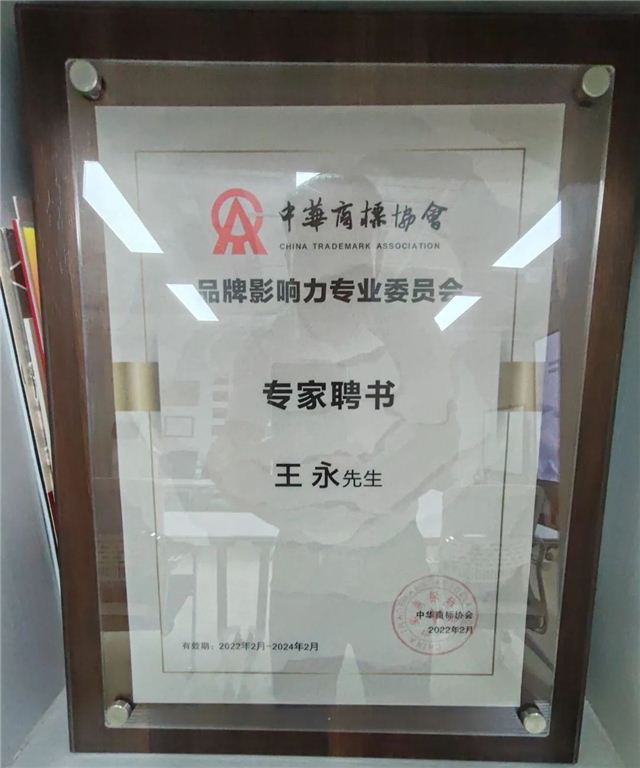 中華商標協會
CHINA TRADEMARK ASSOCIATION
品牌影响力专业委员会
专家聘书
王永先生
中华商标协会
2022年2月
有效期：2022年2月-2024年2月